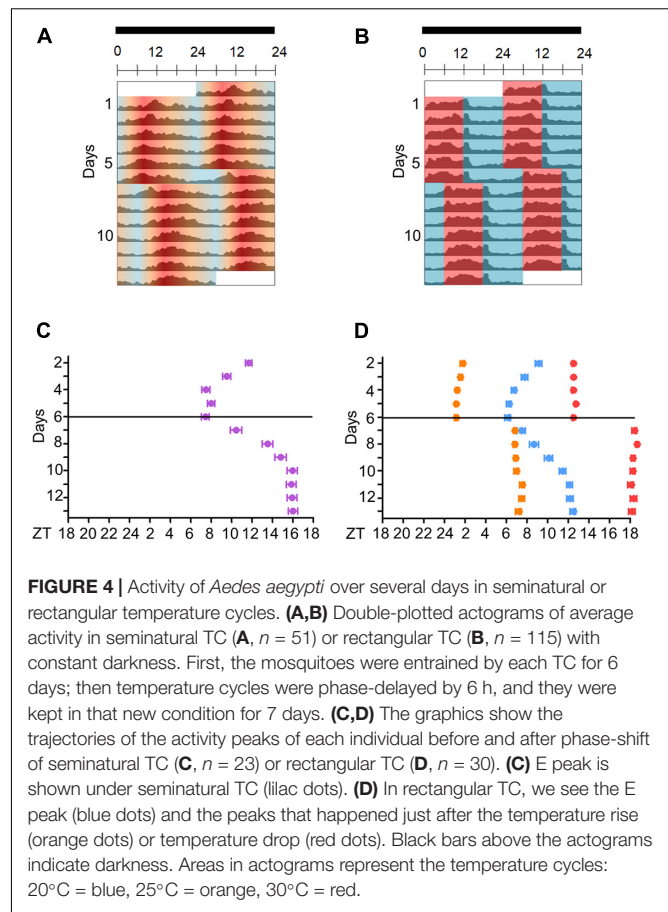 A
B
0 12 24 12 24
0 12 24 12 24
1
5
10
Days
1
5
10
Days
C
D
2
4
6
8
10
12
Days
2
4
6
8
10
12
Days
ZT 18 20 22 24 2 4 6 8 10 12 14 16 18
ZT 18 20 22 24 2 4 6 8 10 12 14 16 18
FIGURE 4 | Activity of Aedes aegypti over several days in seminatural or
rectangular temperature cycles. (A,B) Double-plotted actograms of average
activity in seminatural TC (A, n = 51) or rectangular TC (B, n = 115) with
constant darkness. First, the mosquitoes were entrained by each TC for 6
days; then temperature cycles were phase-delayed by 6 h, and they were
kept in that new condition for 7 days. (C,D) The graphics show the
trajectories of the activity peaks of each individual before and after phase-shift
of seminatural TC (C, n = 23) or rectangular TC (D, n = 30). (C) E peak is
shown under seminatural TC (lilac dots). (D) In rectangular TC, we see the E
peak (blue dots) and the peaks that happened just after the temperature rise
(orange dots) or temperature drop (red dots). Black bars above the actograms
indicate darkness. Areas in actograms represent the temperature cycles:
20°C = blue, 25°C = orange, 30°C = red.